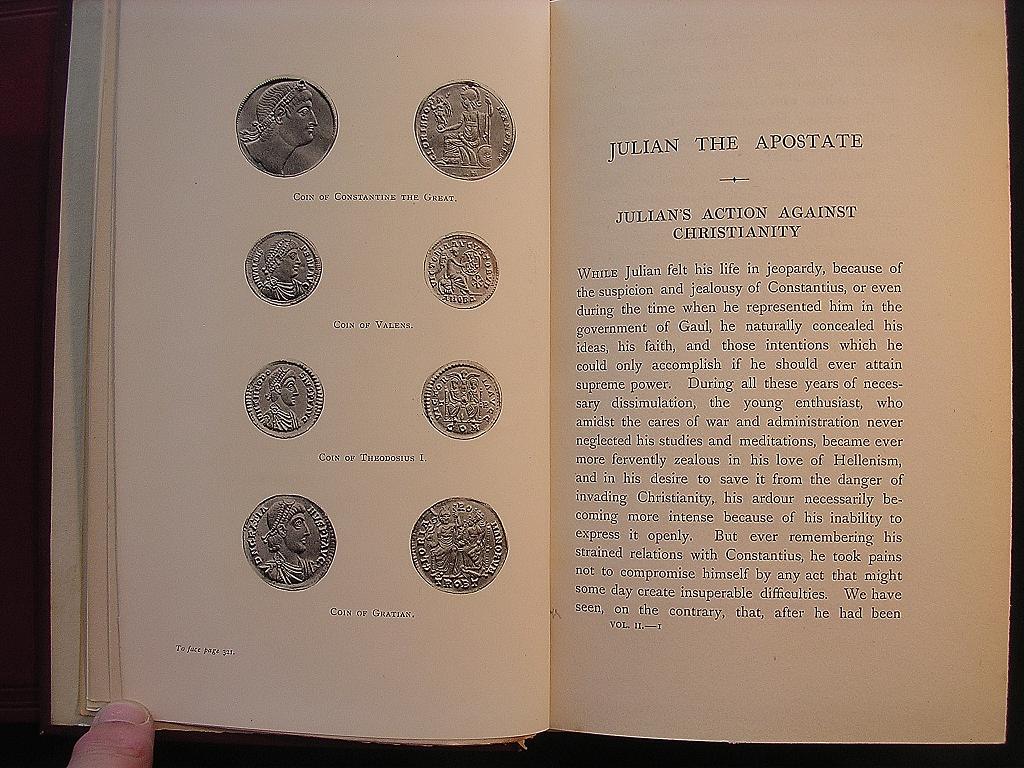 COIN OF CONSTANTINE THE GREAT.
COIN OF VALENS.
COIN OF THEODOSIUS I.
COIN OF GRATIAN.
To face page 321.
JULIAN THE APOSTATE
JULIAN'S ACTION AGAINST
CHRISTIANITY
WHILE Julian felt his life in jeopardy, because of
the suspicion and jealousy of Constantius, or even
during the time when he represented him in the
government of Gaul, he naturally concealed his
ideas, his faith, and those intentions which he
could only accomplish if he should ever attain
supreme power. During all these years of neces-
sary dissimulation, the young enthusiast, who
amidst the cares of war and administration never
neglected his studies and meditations, became ever
more fervently zealous in his love of Hellenism,
and in his desire to save it from the danger of
invading Christianity, his ardour necessarily be-
coming more intense because of his inability to
express it openly. But ever remembering his
strained relations with Constantius, he took pains
not to compromise himself by any act that might
some day create insuperable difficulties. We have
seen, on the contrary, that, after he had been
VOL. II.—1